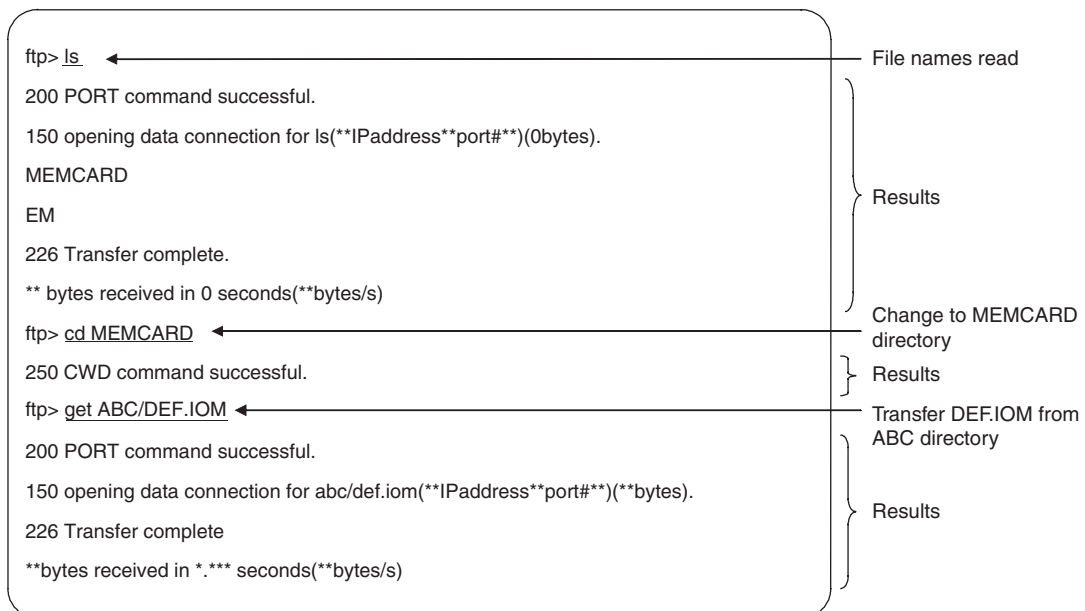 ftp> ls
File names read
200 PORT command successful.
150 opening data connection for ls(**IPaddress**port#**)(0bytes).
MEMCARD
Results
EM
226 Transfer complete.
** bytes received in 0 seconds(**bytes/s)
ftp> cd MEMCARD
Change to MEMCARD
directory
250 CWD command successful.
Results
ftp> get ABC/DEF.IOM
Transfer DEF.IOM from
ABC directory
200 PORT command successful.
150 opening data connection for abc/def.iom(**IPaddress**port#**)(**bytes).
Results
226 Transfer complete
**bytes received in *.*** seconds(**bytes/s)